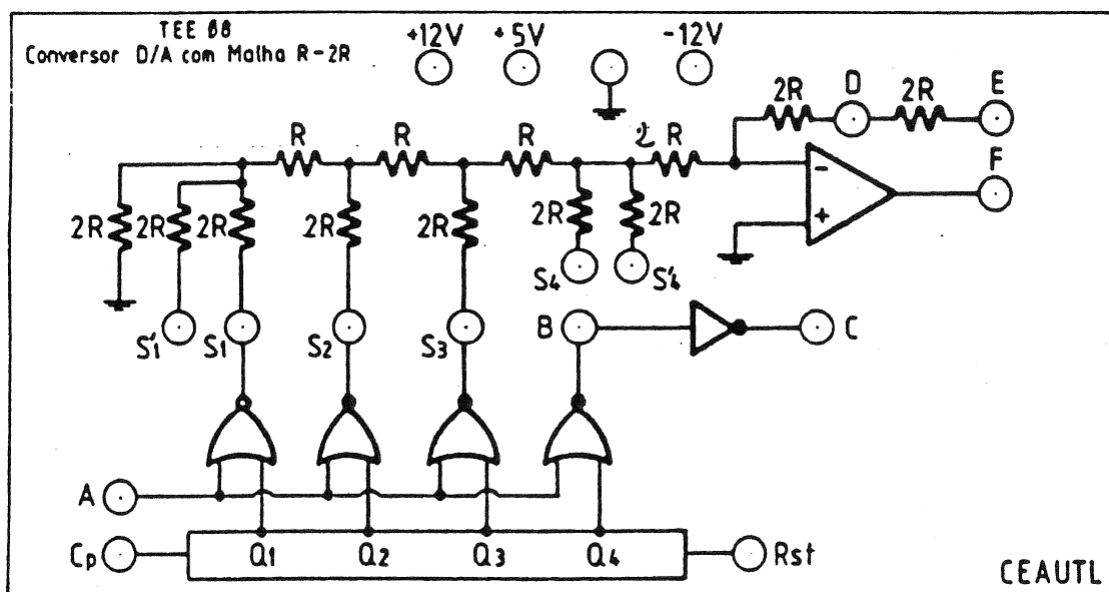 TEE 08
Conversor D/A com Malha R-2R
+12V +5V -12V
2R D 2R E
R R R 2 R
F
- 
+
2R 2R 2R 2R 2R 2R 2R
S4 S'4
S'1 S1 S2 S3 B C
A
Cp Q1 Q2 Q3 Q4 Rst
CEAUTL